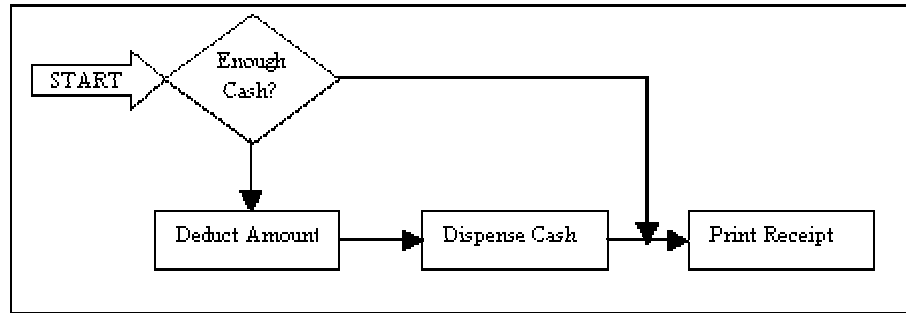 START
Enough
Cash?
Deduct Amount
Dispense Cash
Print Receipt